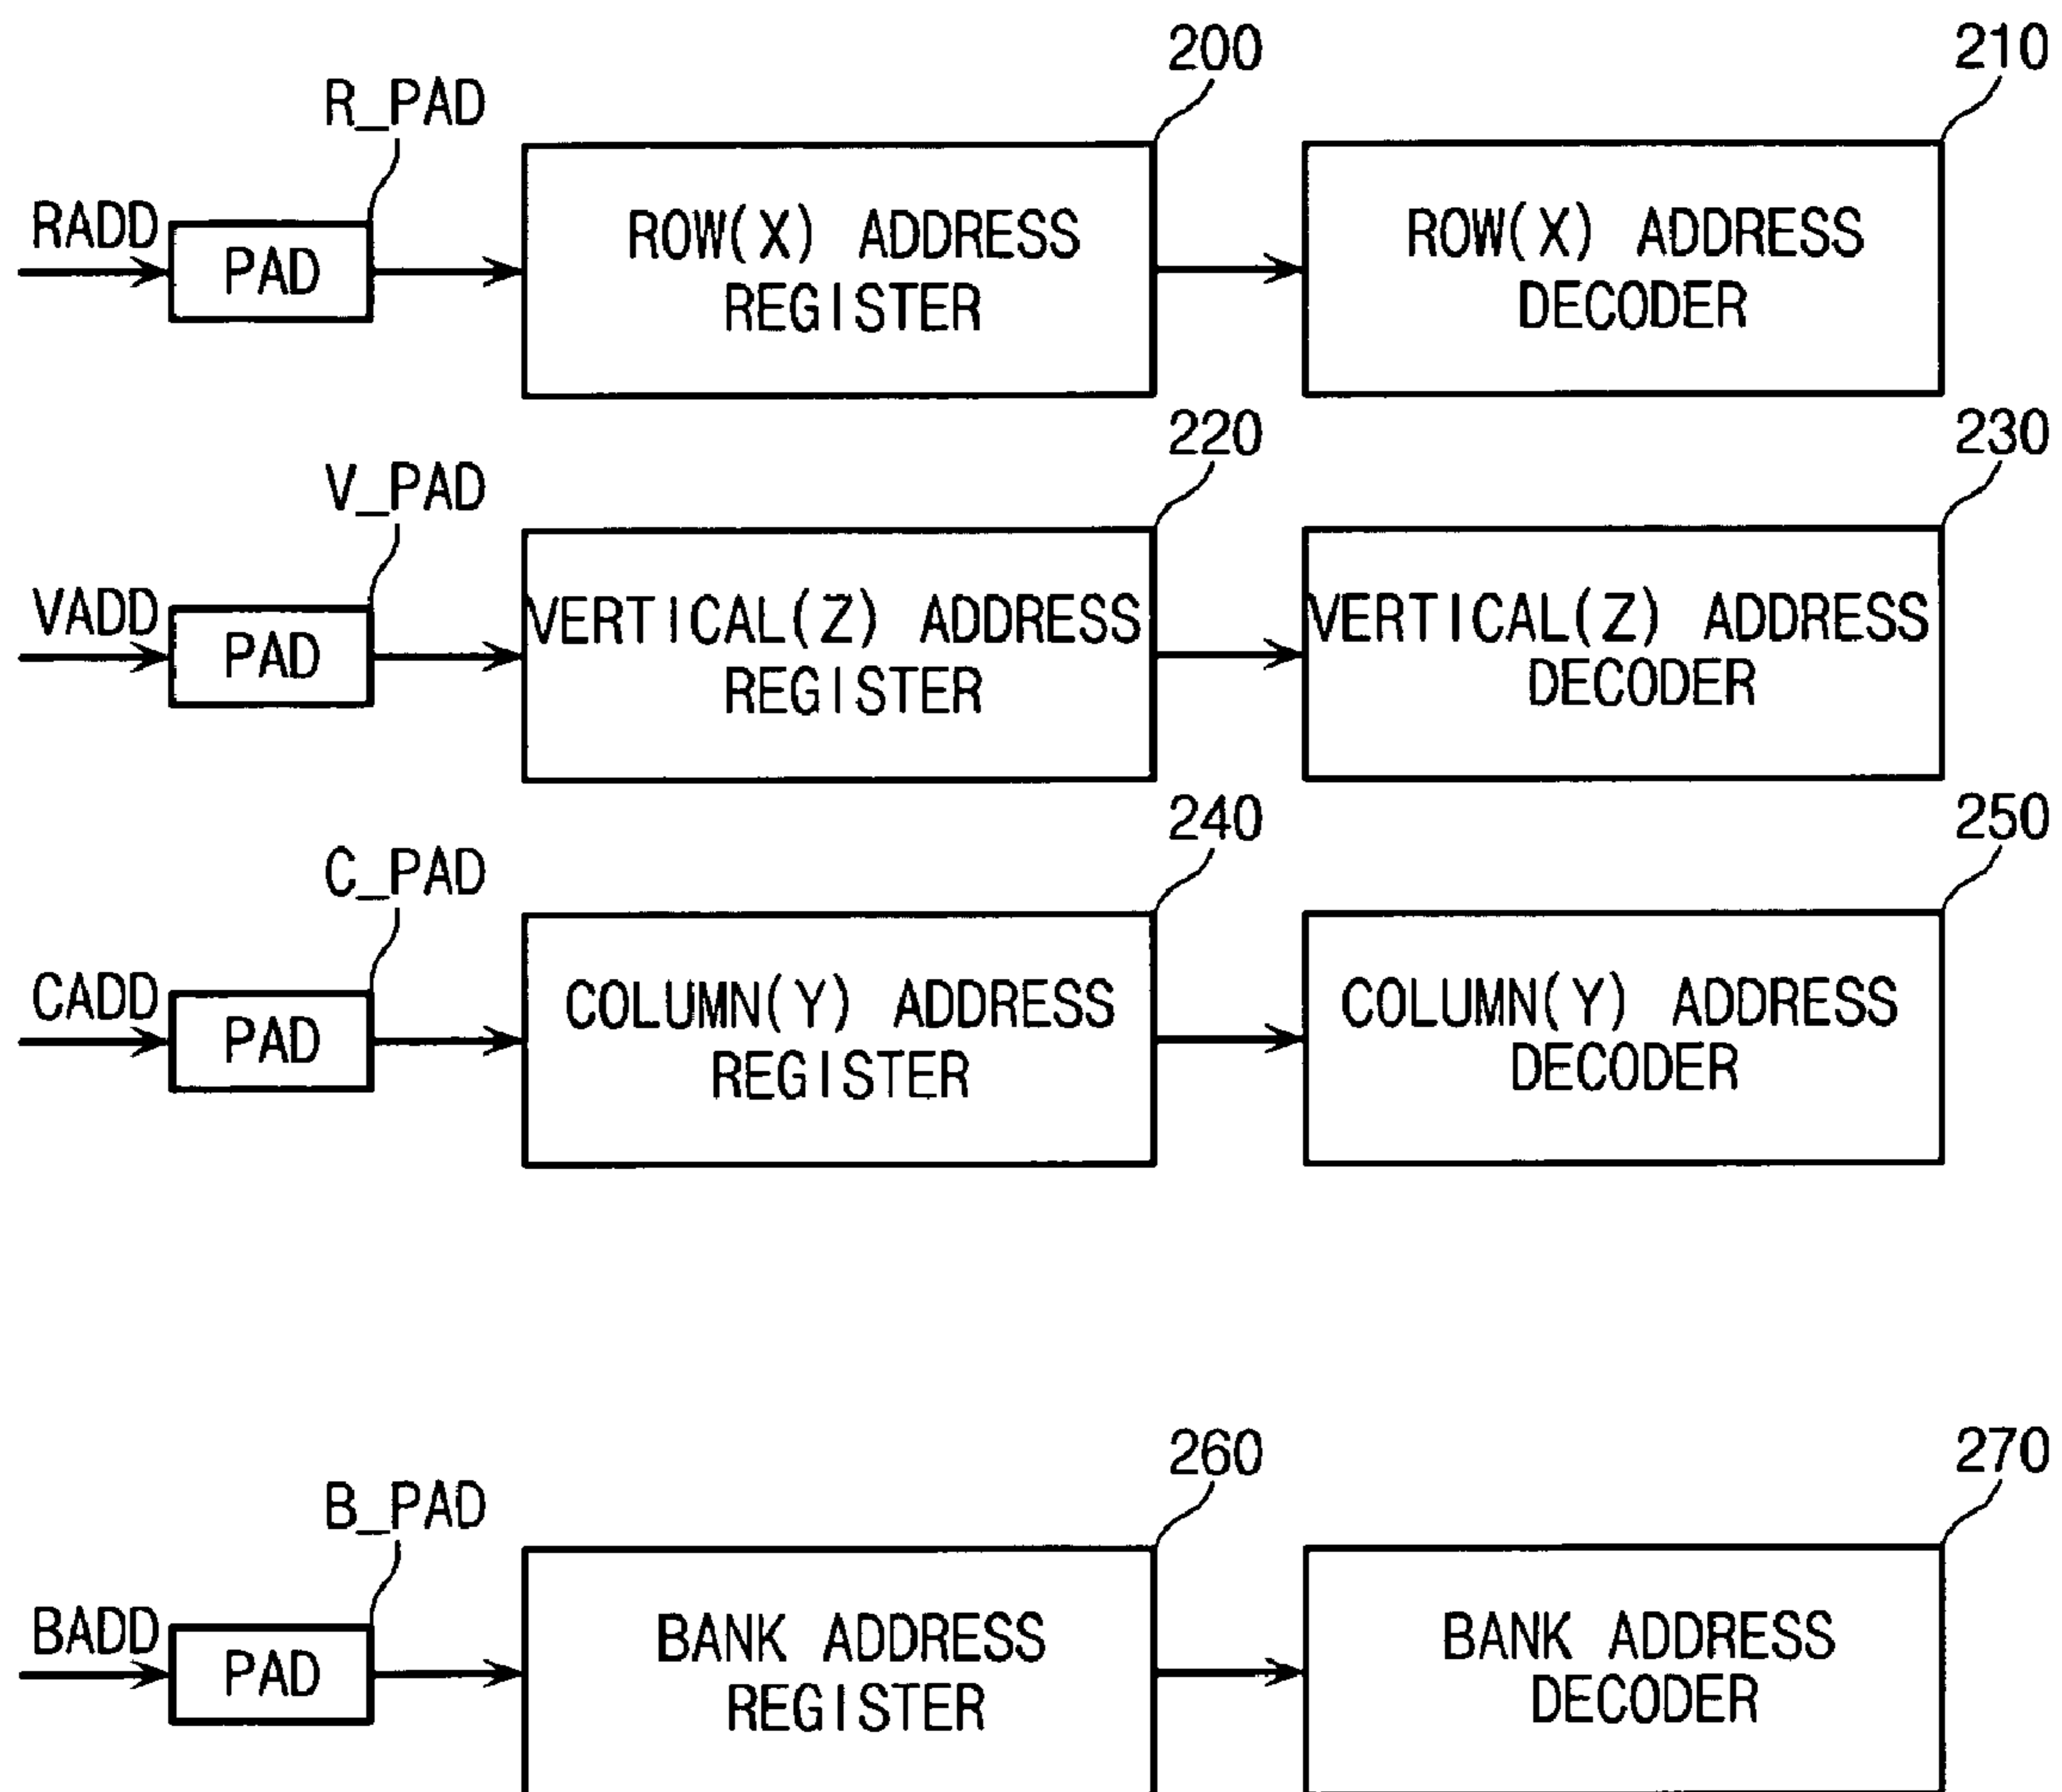 200
210
R_PAD
RADD
PAD
ROW(X) ADDRESS
REGISTER
ROW(X) ADDRESS
DECODER
220
230
V_PAD
VADD
PAD
VERTICAL(Z) ADDRESS
REGISTER
VERTICAL(Z) ADDRESS
DECODER
240
250
C_PAD
CADD
PAD
COLUMN(Y) ADDRESS
REGISTER
COLUMN(Y) ADDRESS
DECODER
260
270
B_PAD
BADD
PAD
BANK ADDRESS
REGISTER
BANK ADDRESS
DECODER